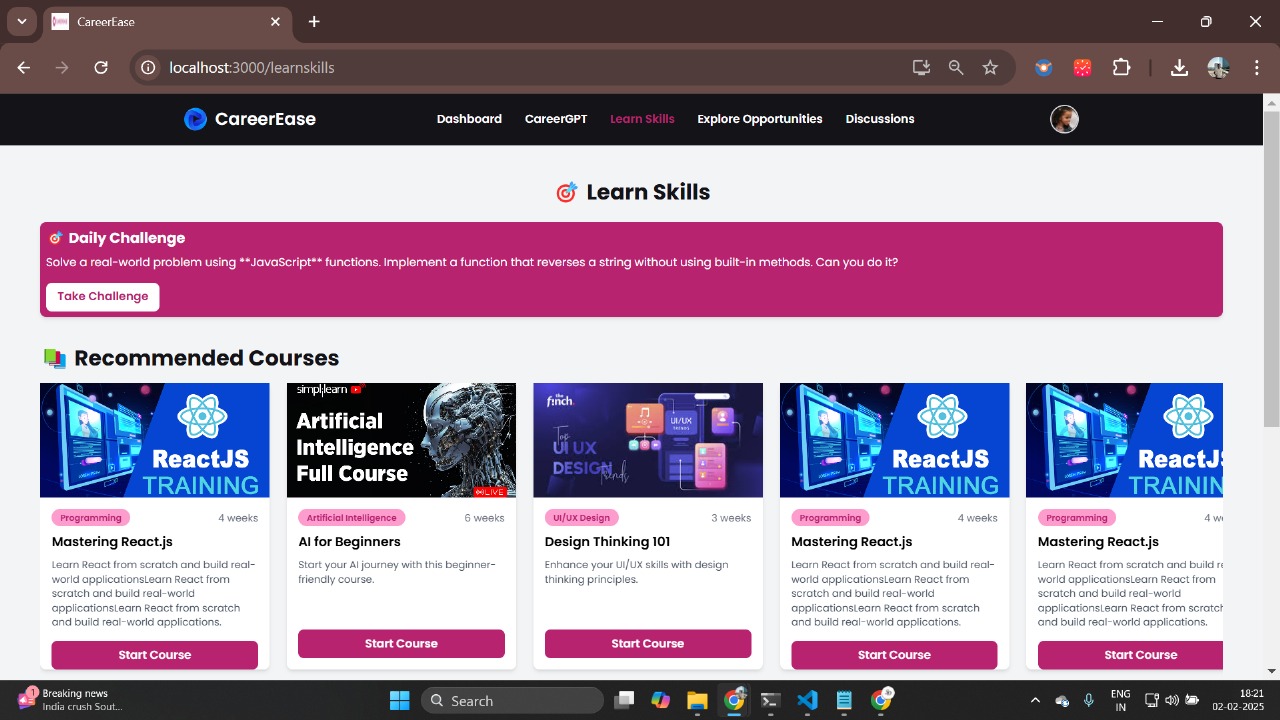 CareerEase
localhost:3000/learnskills
CareerEase
Dashboard
CareerGPT
Learn Skills
Explore Opportunities
Discussions
🎯 Learn Skills
🎯 Daily Challenge
Solve a real-world problem using **JavaScript** functions. Implement a function that reverses a string without using built-in methods. Can you do it?
Take Challenge
📚 Recommended Courses
ReactJS
TRAINING
Programming
4 weeks
Mastering React.js
Learn React from scratch and build real-
world applicationsLearn React from
scratch and build real-world
applicationsLearn React from scratch
and build real-world applications.
Start Course
simplilearn
Artificial
Intelligence
Full Course
LIVE
Artificial Intelligence
6 weeks
AI for Beginners
Start your AI journey with this beginner-
friendly course.
Start Course
the
finch.
Top
UI UX
DESIGN
Trends
UI/UX
TRENDS
UI/UX Design
3 weeks
Design Thinking 101
Enhance your UI/UX skills with design
thinking principles.
Start Course
ReactJS
TRAINING
Programming
4 weeks
Mastering React.js
Learn React from scratch and build real-
world applicationsLearn React from
scratch and build real-world
applicationsLearn React from scratch
and build real-world applications.
Start Course
ReactJS
TRAINING
Programming
4 we
Mastering React.js
Learn React from scratch and build re
world applicationsLearn React from
scratch and build real-world
applicationsLearn React from scratch
and build real-world applications.
Start Course
1
Breaking news
India crush Sout...
Search
ENG
IN
18:21
02-02-2025